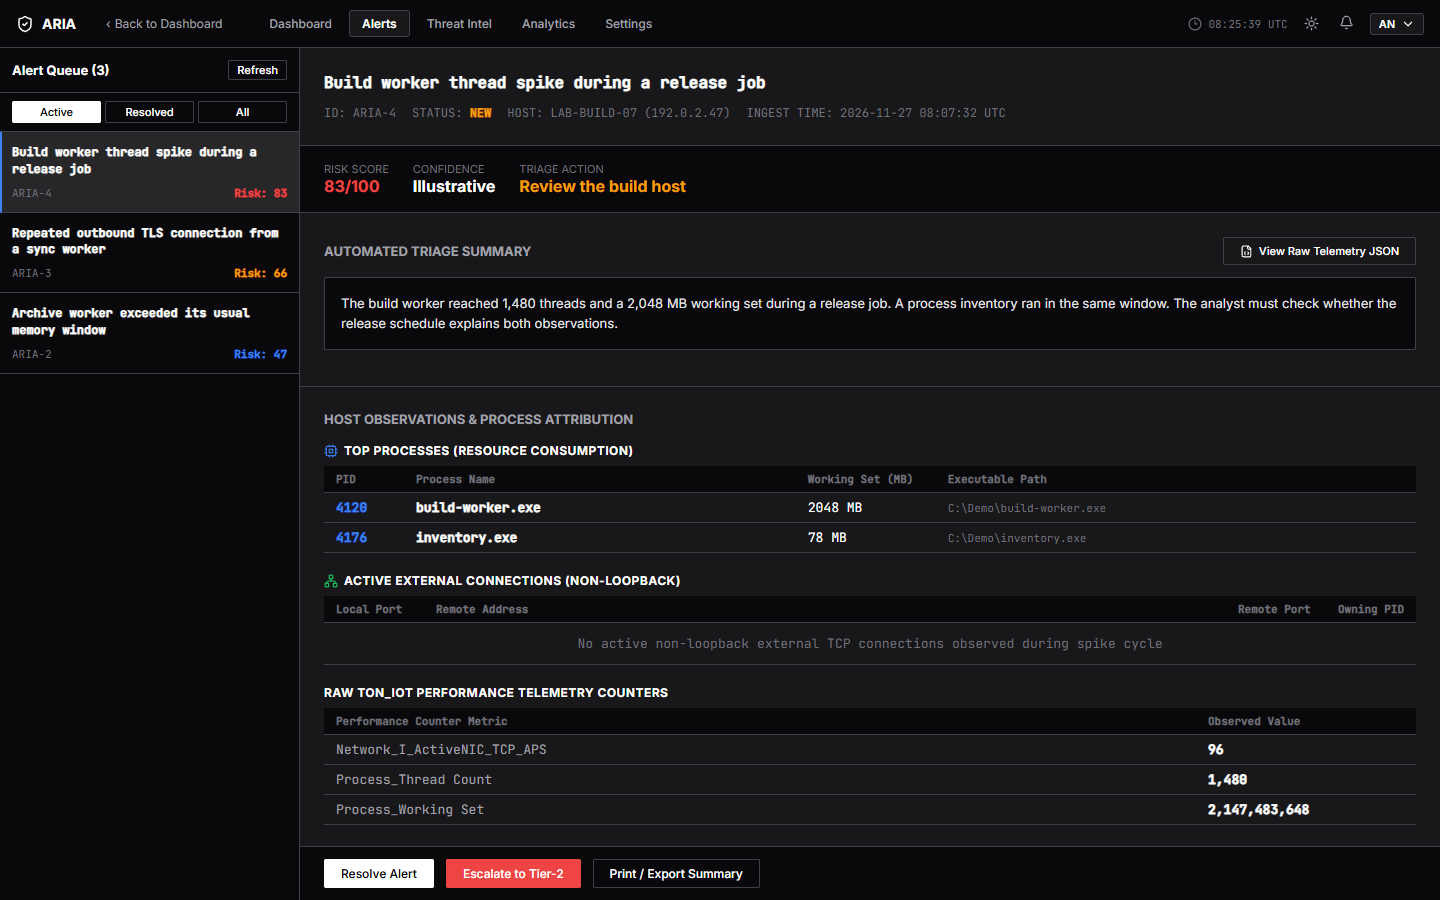 ARIA
‹ Back to Dashboard
Dashboard
Alerts
Threat Intel
Analytics
Settings
08:25:39 UTC
AN
Alert Queue (3)
Refresh
Active
Resolved
All
Build worker thread spike during a
release job
ARIA-4
Risk: 83
Repeated outbound TLS connection from
a sync worker
ARIA-3
Risk: 66
Archive worker exceeded its usual
memory window
ARIA-2
Risk: 47
Build worker thread spike during a release job
ID: ARIA-4 STATUS: NEW HOST: LAB-BUILD-07 (192.0.2.47) INGEST TIME: 2026-11-27 08:07:32 UTC
RISK SCORE
83/100
CONFIDENCE
Illustrative
TRIAGE ACTION
Review the build host
AUTOMATED TRIAGE SUMMARY
View Raw Telemetry JSON
The build worker reached 1,480 threads and a 2,048 MB working set during a release job. A process inventory ran in the same window. The analyst must check whether the
release schedule explains both observations.
HOST OBSERVATIONS & PROCESS ATTRIBUTION
TOP PROCESSES (RESOURCE CONSUMPTION)
PID Process Name Working Set (MB) Executable Path
4120 build-worker.exe 2048 MB C:\Demo\build-worker.exe
4176 inventory.exe 78 MB C:\Demo\inventory.exe
ACTIVE EXTERNAL CONNECTIONS (NON-LOOPBACK)
Local Port Remote Address Remote Port Owning PID
No active non-loopback external TCP connections observed during spike cycle
RAW TON_IOT PERFORMANCE TELEMETRY COUNTERS
Performance Counter Metric Observed Value
Network_I_ActiveNIC_TCP_APS 96
Process_Thread Count 1,480
Process_Working Set 2,147,483,648
Resolve Alert
Escalate to Tier-2
Print / Export Summary